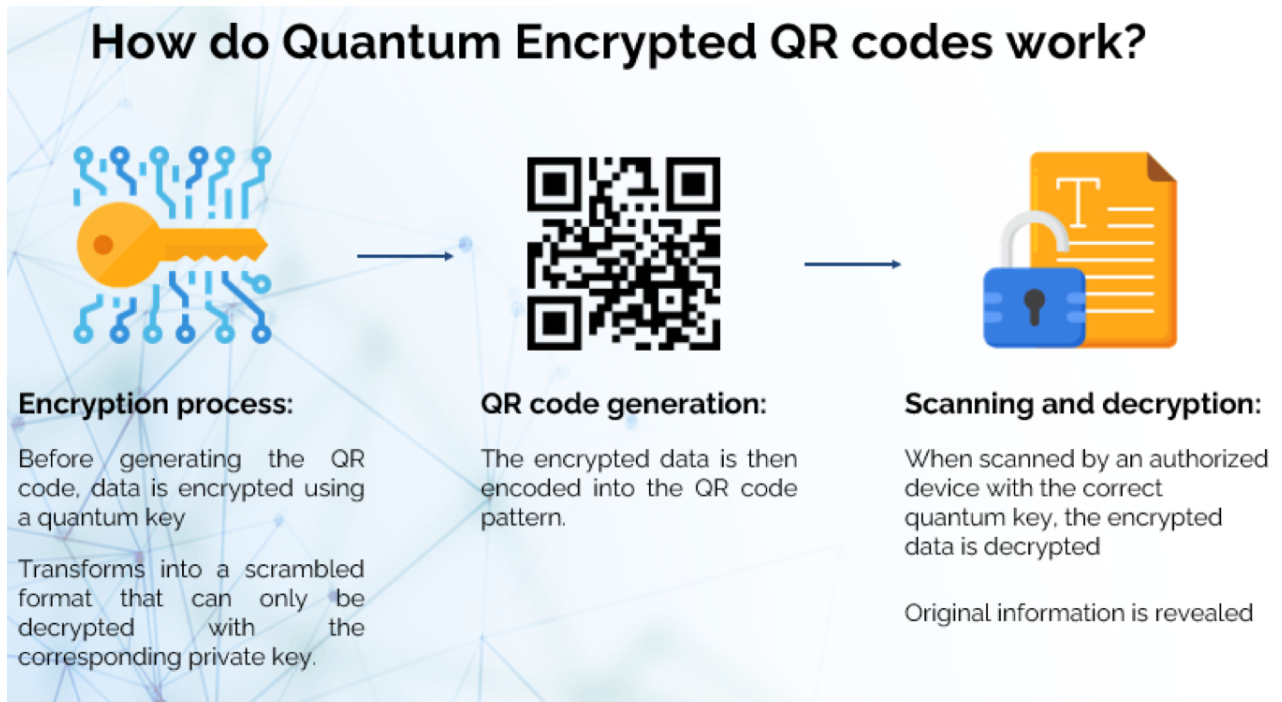 How do Quantum Encrypted QR codes work?
T
Encryption process:
Before generating the QR
code, data is encrypted using
a quantum key
Transforms into a scrambled
format that can only be
decrypted with the
corresponding private key.
QR code generation:
The encrypted data is then
encoded into the QR code
pattern.
Scanning and decryption:
When scanned by an authorized
device with the correct
quantum key, the encrypted
data is decrypted
Original information is revealed